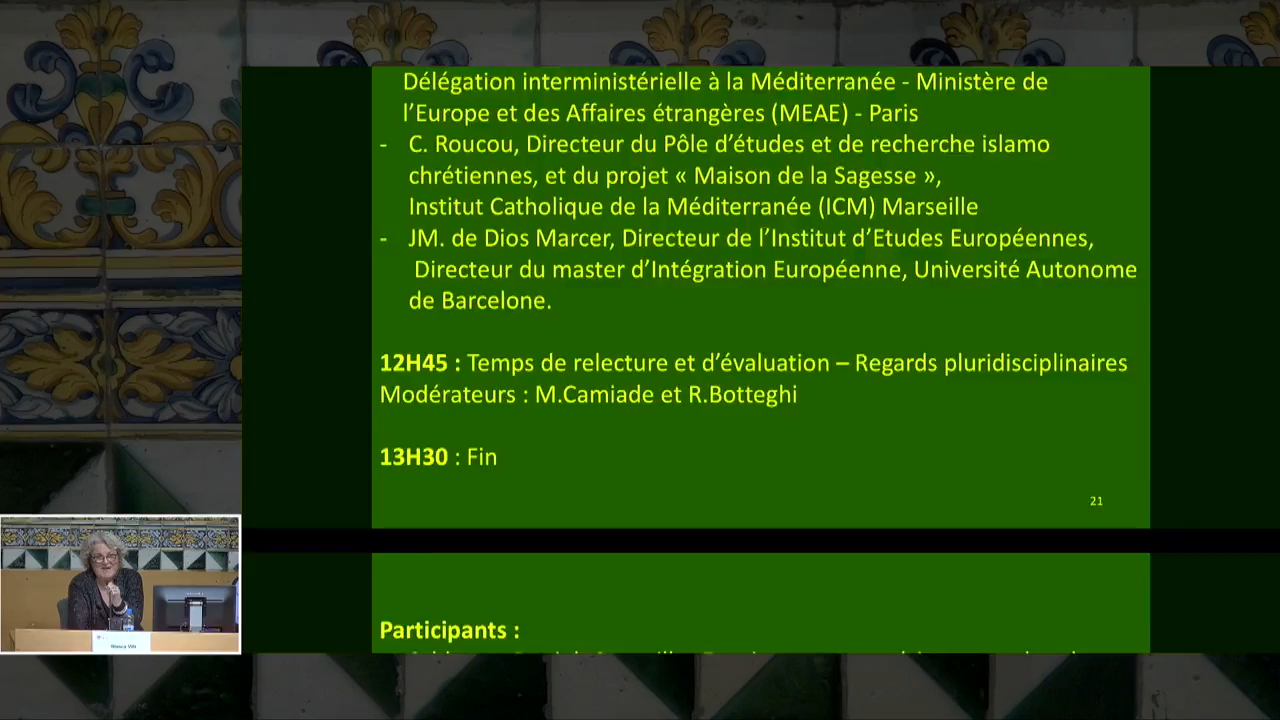 Délégation interministérielle à la Méditerranée - Ministère de
l’Europe et des Affaires étrangères (MEAE) - Paris
- C. Roucou, Directeur du Pôle d’études et de recherche islamo
chrétiennes, et du projet « Maison de la Sagesse »,
Institut Catholique de la Méditerranée (ICM) Marseille
- JM. de Dios Marcer, Directeur de l’Institut d’Etudes Européennes,
Directeur du master d’Intégration Européenne, Université Autonome
de Barcelone.
12H45 : Temps de relecture et d’évaluation – Regards pluridisciplinaires
Modérateurs : M.Camiade et R.Botteghi
13H30 : Fin
21
Participants :